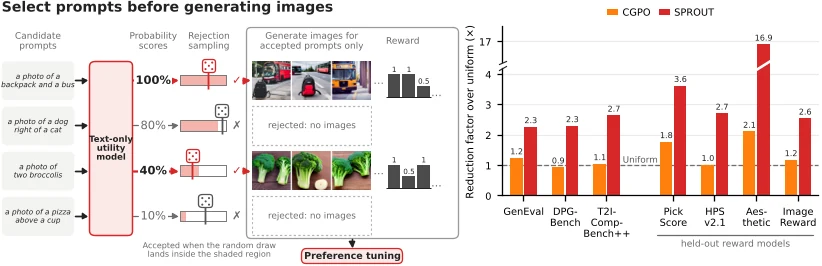 Select prompts before generating images
Candidate
prompts
Probability
scores
Rejection
sampling
Generate images for
accepted prompts only
Reward
a photo of a
backpack and a bus
100%
✓
1
1
0.5
...
a photo of a dog
right of a cat
80%
✗
rejected: no images
Text-only
utility
model
a photo of
two broccolis
40%
✓
1
0.5
1
...
a photo of a pizza
above a cup
10%
✗
rejected: no images
Accepted when the random draw
lands inside the shaded region
Preference tuning
CGPO
SPROUT
Reduction factor over uniform (×)
17
4
3
2
1
0
1.2
2.3
0.9
2.3
1.1
2.7
Uniform
1.8
3.6
1.0
2.7
2.1
16.9
1.2
2.6
GenEval
DPG-
Bench
T2I-
Comp-
Bench++
Pick
Score
HPS
v2.1
Aes-
thetic
Image
Reward
held-out reward models